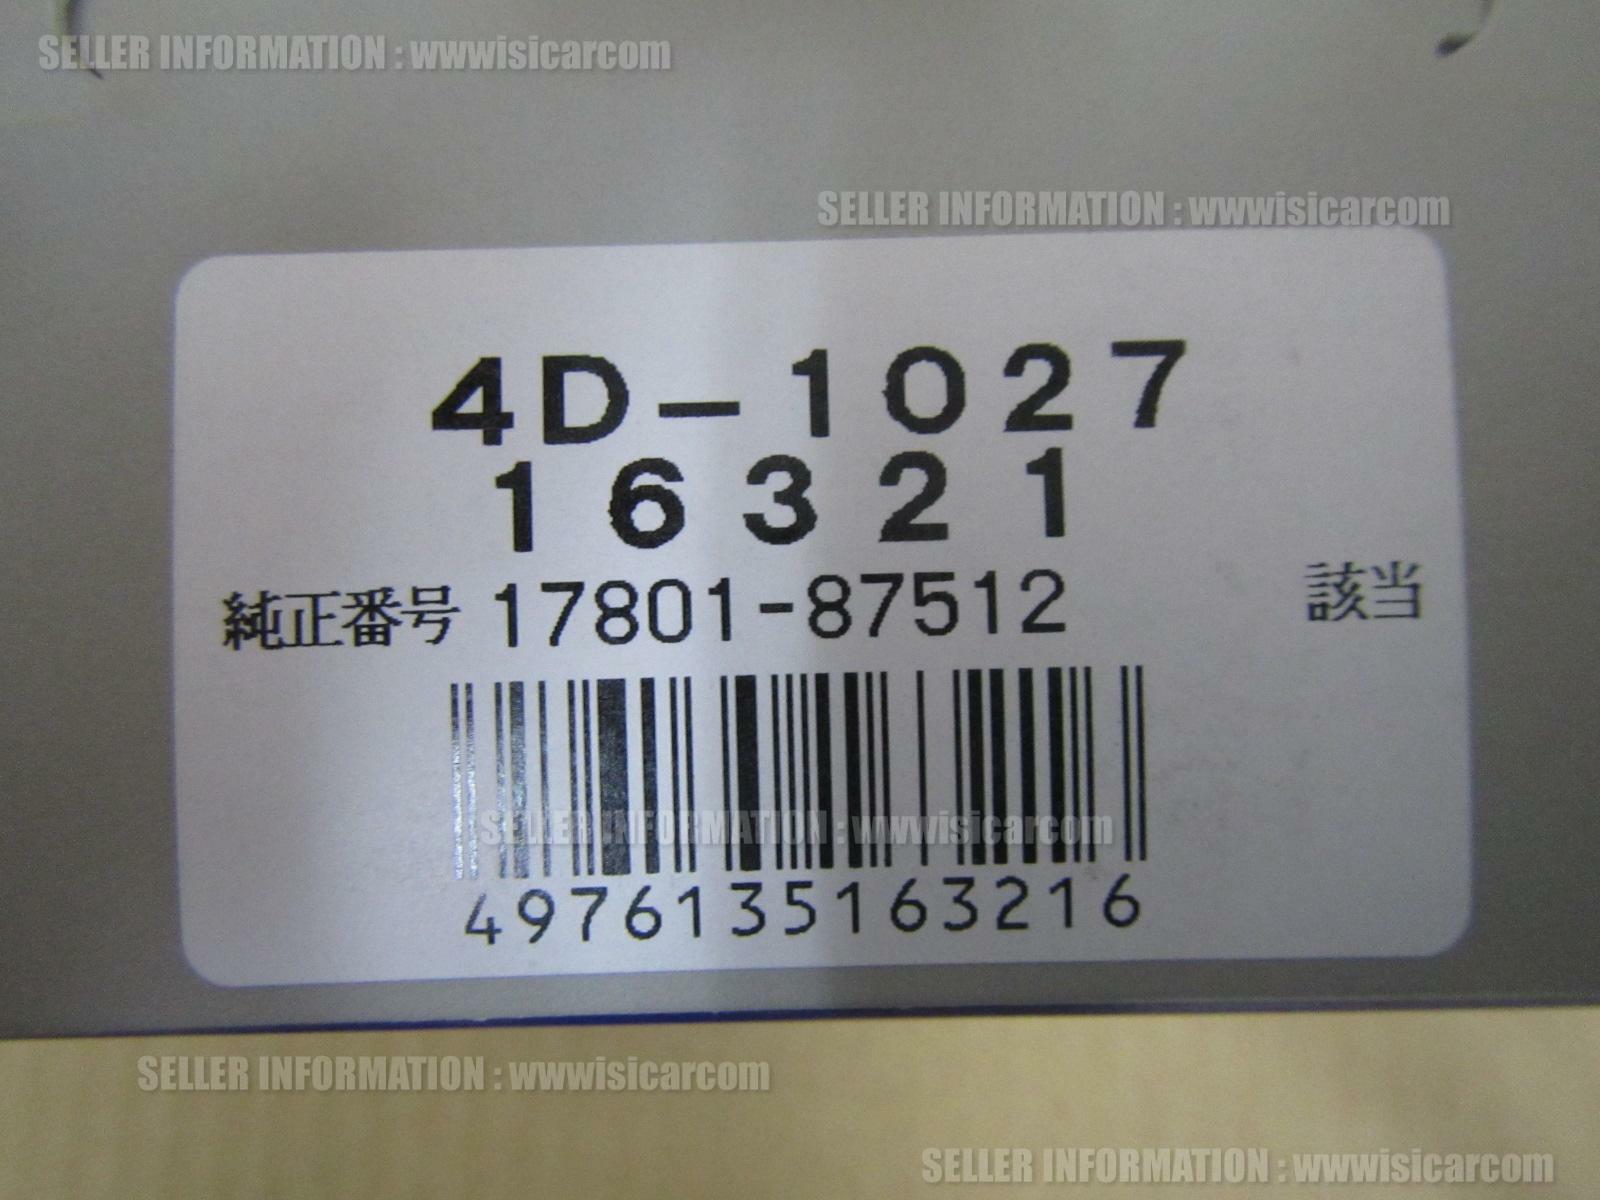 SELLER INFORMATION : wwwisicarcom
SELLER INFORMATION : wwwisicarcom
4D-1027
16321
純正番号 17801-87512 該当
SELLER INFORMATION : wwwisicarcom
4976135163216
SELLER INFORMATION : wwwisicarcom
SELLER INFORMATION : wwwisicarcom